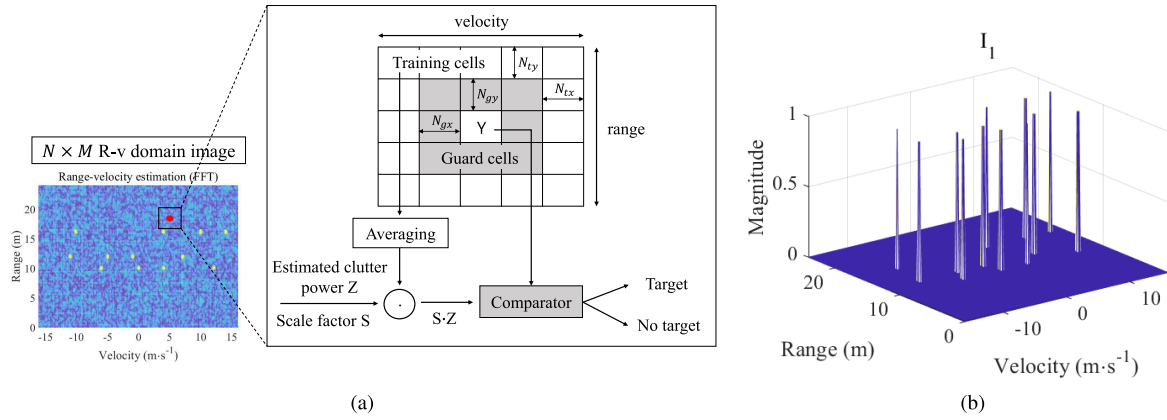 N × M R-v domain image
Range-velocity estimation (FFT)
20
15
10
5
0
Range (m)
-15
-10
-5
0
5
10
15
Velocity (m·s⁻¹)
velocity
Training cells
N_ty
N_tx
N_gy
N_gx
Y
Guard cells
range
Averaging
Estimated clutter
power Z
Scale factor S
·
S·Z
Comparator
Target
No target
(a)
I₁
1
0.5
0
Magnitude
20
10
0
Range (m)
-10
0
10
Velocity (m·s⁻¹)
(b)